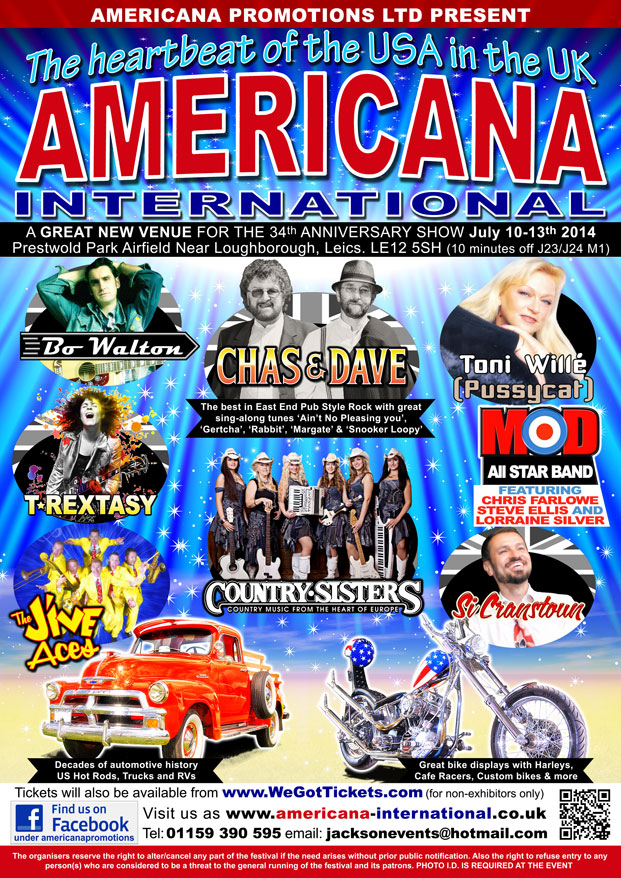 AMERICANA PROMOTIONS LTD PRESENT
The heartbeat of the USA in the UK
AMERICANA
INTERNATIONAL
A GREAT NEW VENUE FOR THE 34th ANNIVERSARY SHOW July 10-13th 2014
Prestwold Park Airfield Near Loughborough, Leics. LE12 5SH (10 minutes off J23/J24 M1)
Bo Walton
CHAS & DAVE
The best in East End Pub Style Rock with great
sing-along tunes 'Ain't No Pleasing you',
'Gertcha', 'Rabbit', 'Margate' & 'Snooker Loopy'
Toni Willé
(Pussycat)
T★REXTASY
MOD
All STAR BAND
FEATURING
CHRIS FARLOWE
STEVE ELLIS AND
LORRAINE SILVER
The JIVE
Aces
COUNTRY·SISTERS
COUNTRY MUSIC FROM THE HEART OF EUROPE
Si Cranstoun
Decades of automotive history
US Hot Rods, Trucks and RVs
Great bike displays with Harleys,
Cafe Racers, Custom bikes & more
Tickets will also be available from www.WeGotTickets.com (for non-exhibitors only)
f Find us on
Facebook
under americanapromotions
Visit us as www.americana-international.co.uk
Tel: 01159 390 595 email: jacksonevents@hotmail.com
The organisers reserve the right to alter/cancel any part of the festival if the need arises without prior public notification. Also the right to refuse entry to any
person(s) who are considered to be a threat to the general running of the festival and its patrons. PHOTO I.D. IS REQUIRED AT THE EVENT